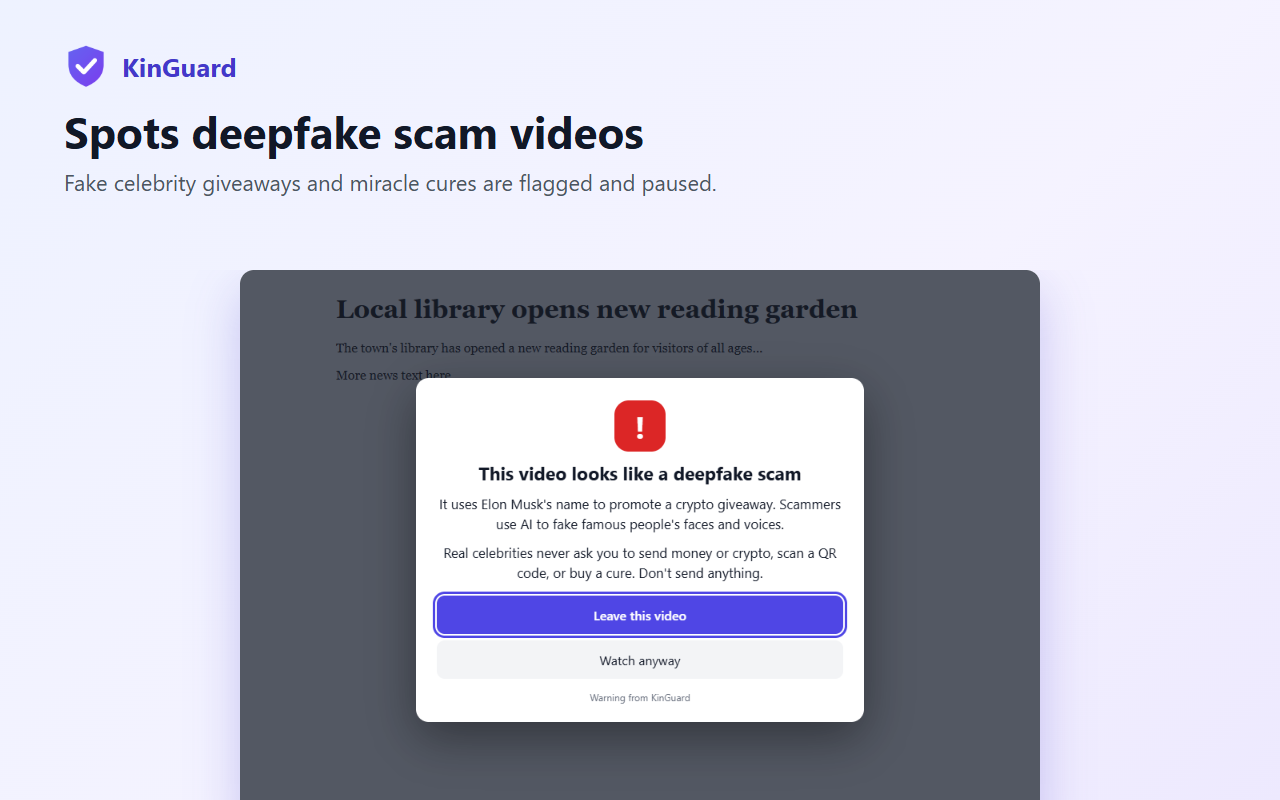 KinGuard
Spots deepfake scam videos
Fake celebrity giveaways and miracle cures are flagged and paused.
Local library opens new reading garden
The town's library has opened a new reading garden for visitors of all ages...
More news text here
!
This video looks like a deepfake scam
It uses Elon Musk's name to promote a crypto giveaway. Scammers
use AI to fake famous people's faces and voices.
Real celebrities never ask you to send money or crypto, scan a QR
code, or buy a cure. Don't send anything.
Leave this video
Watch anyway
Warning from KinGuard